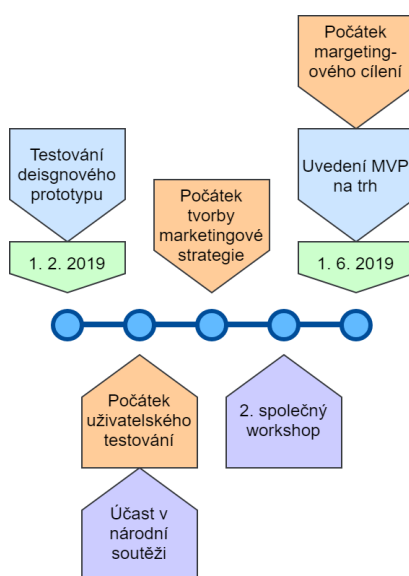 Počátek
margeting-
ového cílení
Testování
deisgnového
prototypu
Uvedení MVP
na trh
Počátek
tvorby
marketingové
strategie
1. 2. 2019
1. 6. 2019
Počátek
uživatelského
testování
2. společný
workshop
Účast v
národní
soutěži